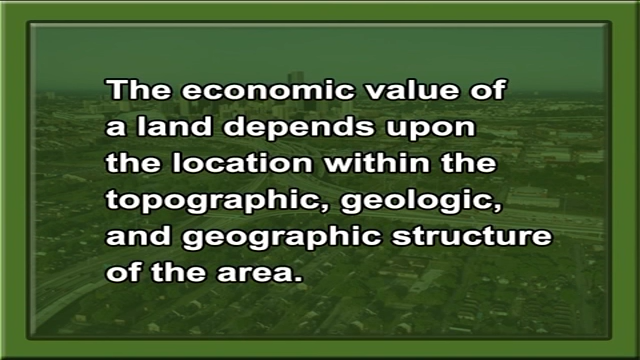 The economic value of
a land depends upon
the location within the
topographic, geologic,
and geographic structure
of the area.